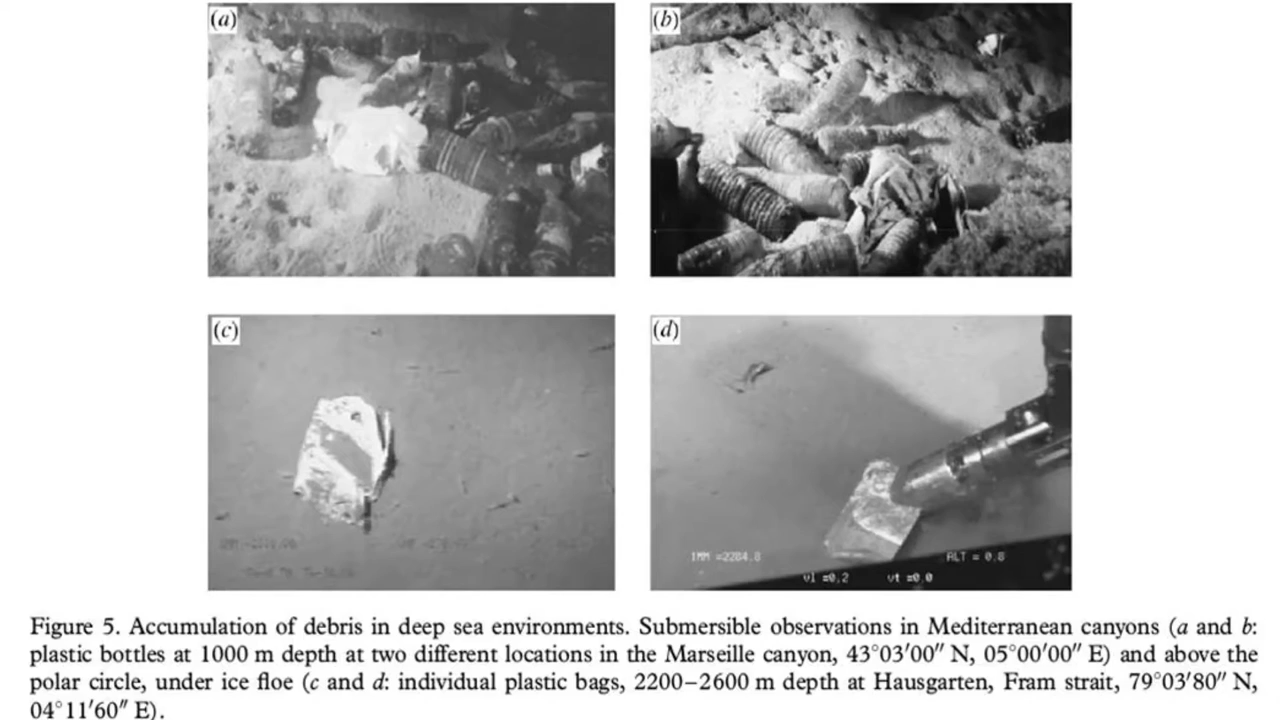 (a)
(b)
(c)
(d)
IMM =2284.8
ALT = 0.8
vl =0.2 vt =0.0
Figure 5. Accumulation of debris in deep sea environments. Submersible observations in Mediterranean canyons (a and b:
plastic bottles at 1000 m depth at two different locations in the Marseille canyon, 43°03′00″ N, 05°00′00″ E) and above the
polar circle, under ice floe (c and d: individual plastic bags, 2200–2600 m depth at Hausgarten, Fram strait, 79°03′80″ N,
04°11′60″ E).